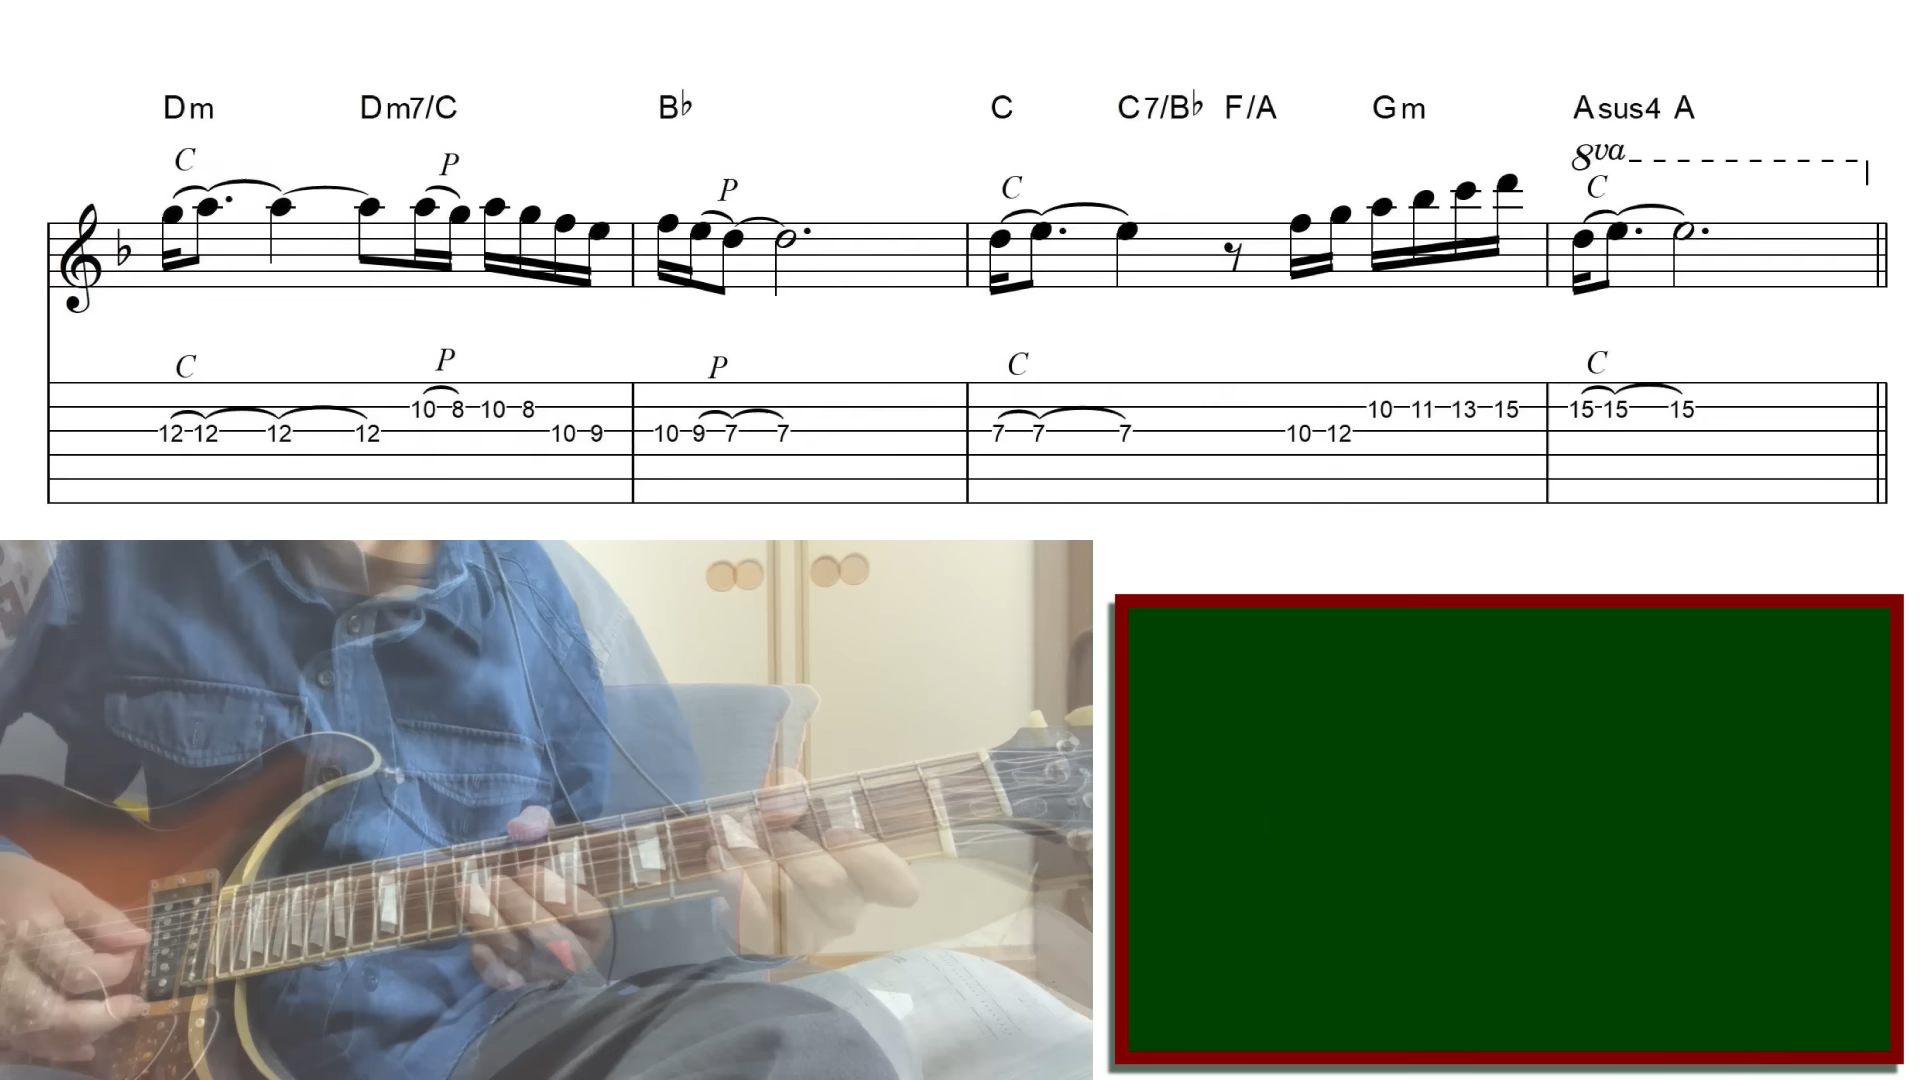 Dm Dm7/C B♭ C C7/B♭ F/A Gm Asus4 A
8va
C P P C C
C P P C C
10 8 10 8 10 11 13 15 15 15 15
12 12 12 12 10 9 10 9 7 7 7 7 7 10 12